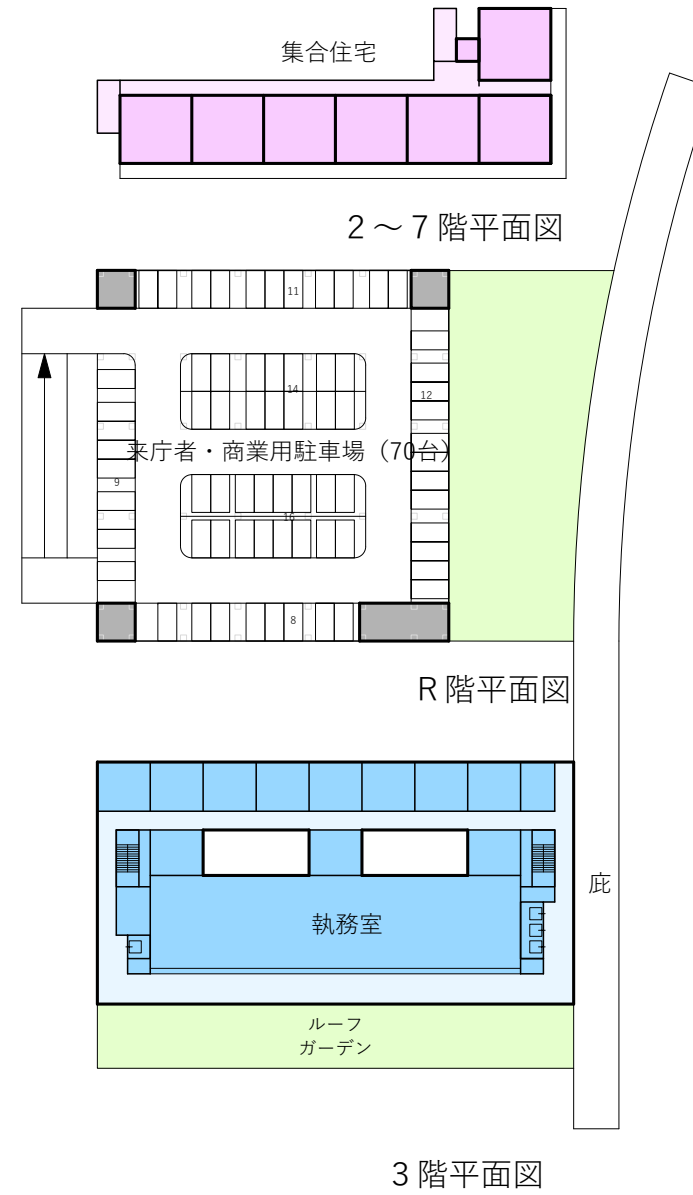 集合住宅
２～７階平面図
11
14
12
来庁者・商業用駐車場（70台）
9
16
8
R階平面図
庇
執務室
ルーフ
ガーデン
３階平面図